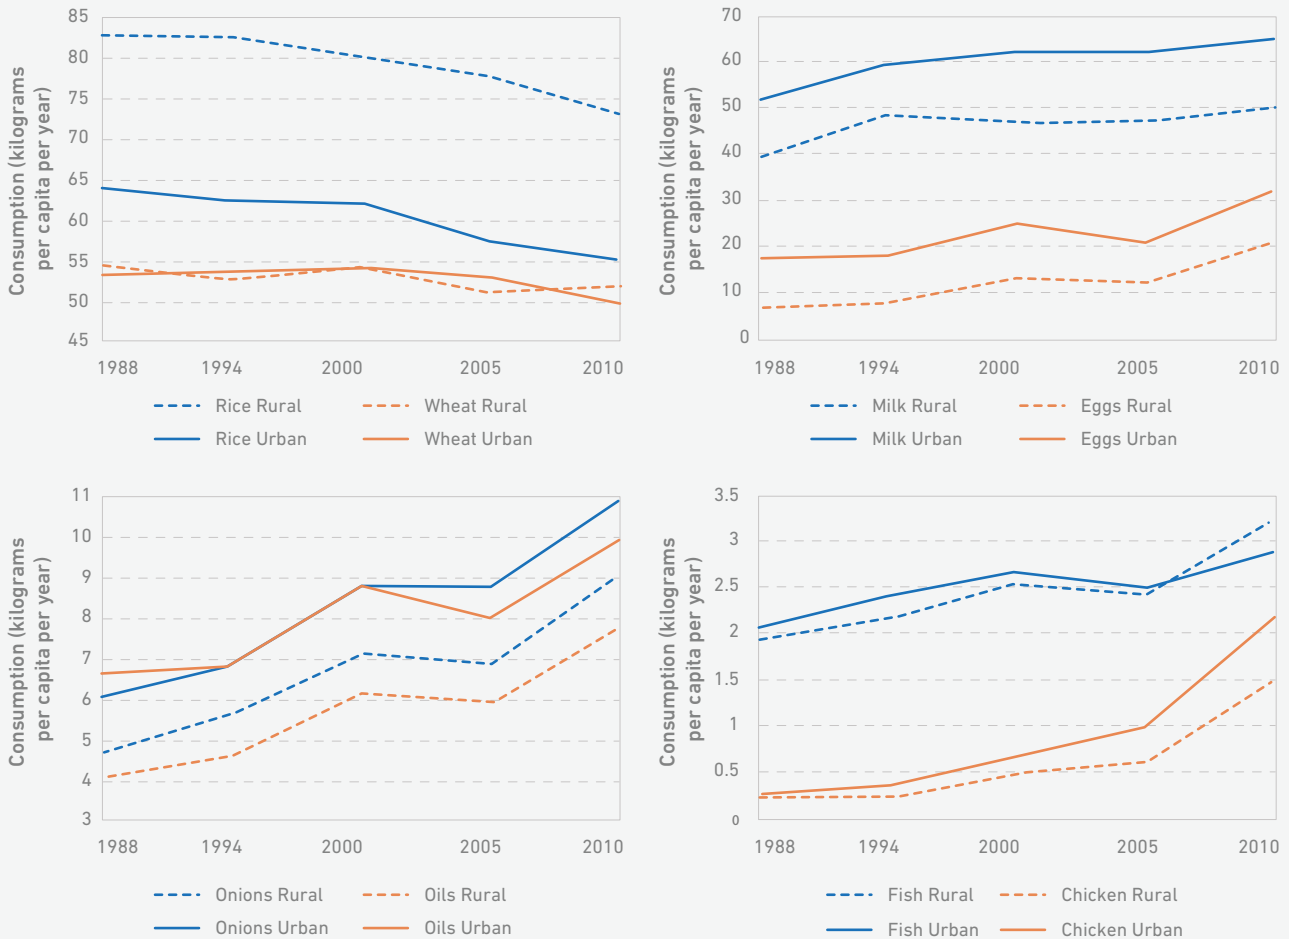 Consumption (kilograms
per capita per year)
85
80
75
70
65
60
55
50
45
1988 1994 2000 2005 2010
Rice Rural Wheat Rural
Rice Urban Wheat Urban
Consumption (kilograms
per capita per year)
70
60
50
40
30
20
10
0
1988 1994 2000 2005 2010
Milk Rural Eggs Rural
Milk Urban Eggs Urban
Consumption (kilograms
per capita per year)
11
10
9
8
7
6
5
4
3
1988 1994 2000 2005 2010
Onions Rural Oils Rural
Onions Urban Oils Urban
Consumption (kilograms
per capita per year)
3.5
3
2.5
2
1.5
1
0.5
0
1988 1994 2000 2005 2010
Fish Rural Chicken Rural
Fish Urban Chicken Urban